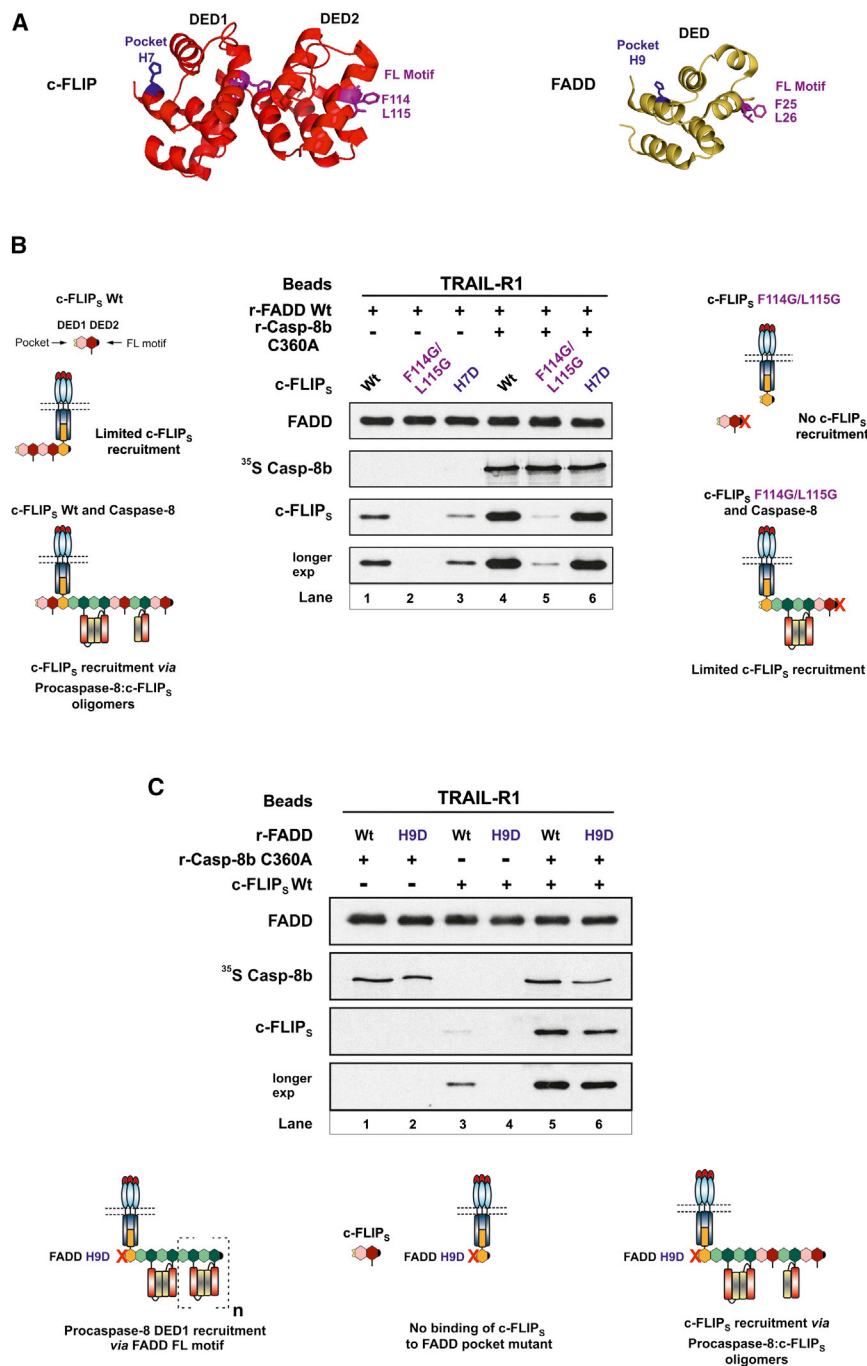 A
DED1
DED2
DED
Pocket
H7
Pocket
H9
c-FLIP
FL Motif
FADD
FL Motif
F114
L115
F25
L26
B
c-FLIPS Wt
DED1 DED2
Pocket
FL motif
Limited c-FLIPS
recruitment
c-FLIPS Wt and Caspase-8
c-FLIPS recruitment via
Procaspase-8:c-FLIPS
oligomers
Beads
TRAIL-R1
r-FADD Wt + + + + + +
r-Casp-8b
C360A
- - - + + +
c-FLIPS
Wt
F114G/
L115G
H7D
Wt
F114G/
L115G
H7D
FADD
35S Casp-8b
c-FLIPS
longer
exp
Lane 1 2 3 4 5 6
c-FLIPS F114G/L115G
X
No c-FLIPS
recruitment
c-FLIPS F114G/L115G
and Caspase-8
X
Limited c-FLIPS recruitment
C
Beads
TRAIL-R1
r-FADD Wt H9D Wt H9D Wt H9D
r-Casp-8b C360A + + - - + +
c-FLIPS Wt - - + + + +
FADD
35S Casp-8b
c-FLIPS
longer
exp
Lane 1 2 3 4 5 6
FADD H9D X
n
Procaspase-8 DED1 recruitment
via FADD FL motif
c-FLIPS
FADD H9D X
No binding of c-FLIPS
to FADD pocket mutant
FADD H9D X
c-FLIPS recruitment via
Procaspase-8:c-FLIPS
oligomers